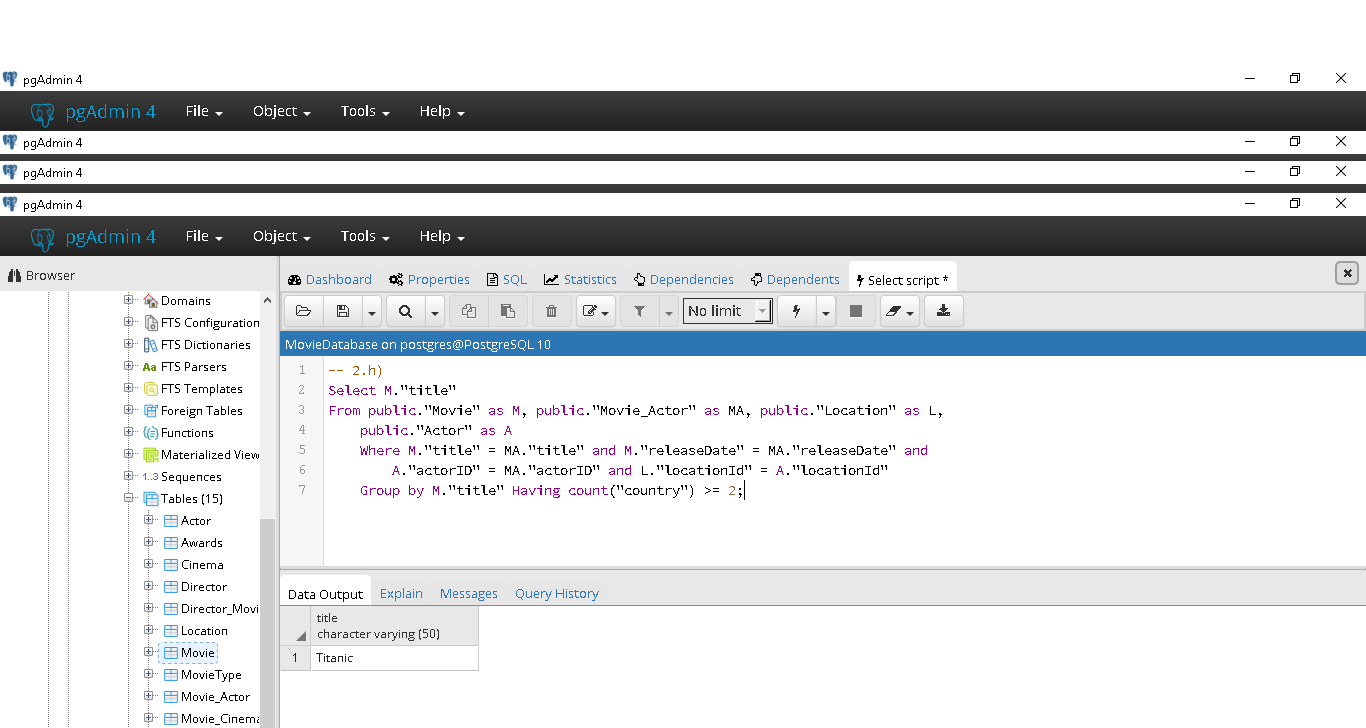 pgAdmin 4
pgAdmin 4 File Object Tools Help
pgAdmin 4
pgAdmin 4
pgAdmin 4
pgAdmin 4 File Object Tools Help
Browser
Domains
FTS Configuration
FTS Dictionaries
Aa FTS Parsers
FTS Templates
Foreign Tables
Functions
Materialized View
1..3 Sequences
Tables (15)
Actor
Awards
Cinema
Director
Director_Movi
Location
Movie
MovieType
Movie_Actor
Movie_Cinema
Dashboard Properties SQL Statistics Dependencies Dependents Select script *
No limit
MovieDatabase on postgres@PostgreSQL 10
1 -- 2.h)
2 Select M."title"
3 From public."Movie" as M, public."Movie_Actor" as MA, public."Location" as L,
4 public."Actor" as A
5 Where M."title" = MA."title" and M."releaseDate" = MA."releaseDate" and
6 A."actorID" = MA."actorID" and L."locationId" = A."locationId"
7 Group by M."title" Having count("country") >= 2;
Data Output Explain Messages Query History
title
character varying (50)
1 Titanic